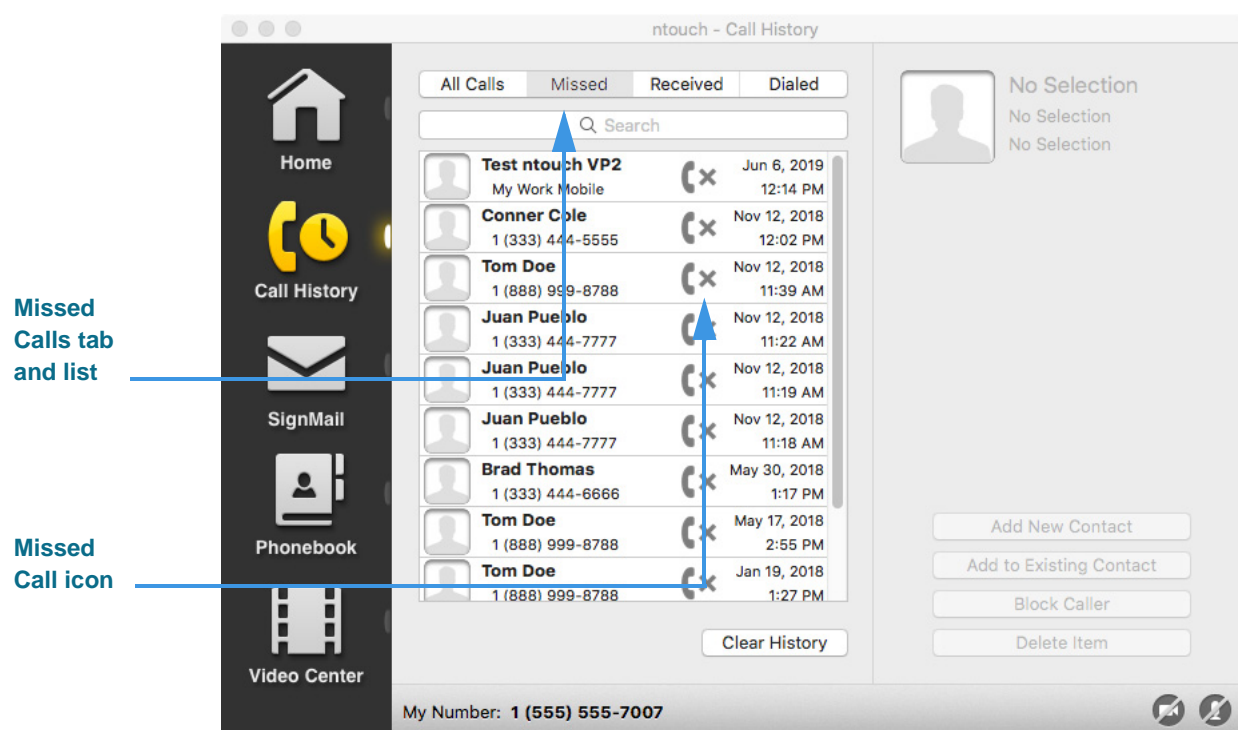 ntouch - Call History
Home
Call History
SignMail
Phonebook
Video Center
Missed
Calls tab
and list
Missed
Call icon
All Calls Missed Received Dialed
Search
Test ntouch VP2 Jun 6, 2019
My Work Mobile 12:14 PM
Conner Cole Nov 12, 2018
1 (333) 444-5555 12:02 PM
Tom Doe Nov 12, 2018
1 (888) 999-8788 11:39 AM
Juan Pueblo Nov 12, 2018
1 (333) 444-7777 11:22 AM
Juan Pueblo Nov 12, 2018
1 (333) 444-7777 11:19 AM
Juan Pueblo Nov 12, 2018
1 (333) 444-7777 11:18 AM
Brad Thomas May 30, 2018
1 (333) 444-6666 1:17 PM
Tom Doe May 17, 2018
1 (888) 999-8788 2:55 PM
Tom Doe Jan 19, 2018
1 (888) 999-8788 1:27 PM
Clear History
No Selection
No Selection
No Selection
Add New Contact
Add to Existing Contact
Block Caller
Delete Item
My Number: 1 (555) 555-7007